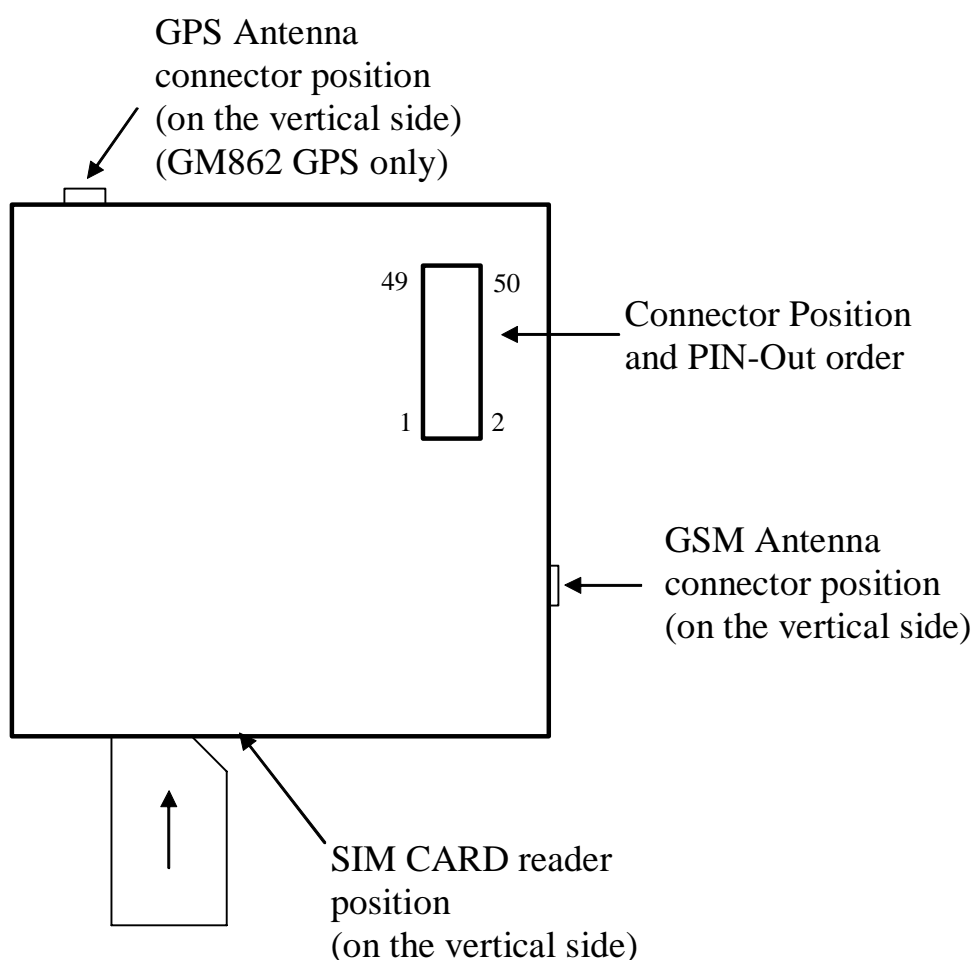 GPS Antenna
connector position
(on the vertical side)
(GM862 GPS only)
49
50
Connector Position
and PIN-Out order
1
2
GSM Antenna
connector position
(on the vertical side)
SIM CARD reader
position
(on the vertical side)